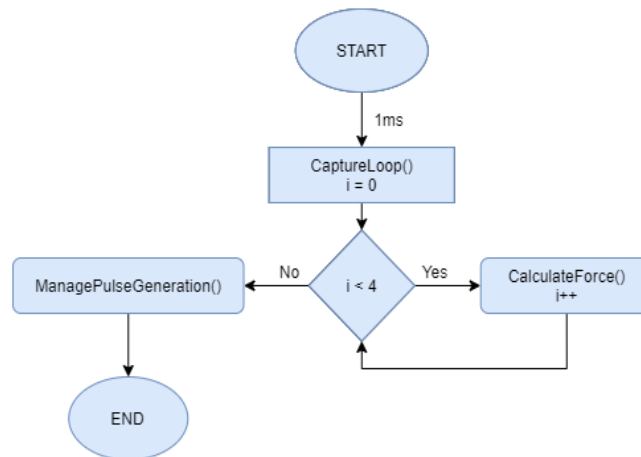 START
1ms
CaptureLoop()
i = 0
i < 4
Yes
CalculateForce()
i++
No
ManagePulseGeneration()
END